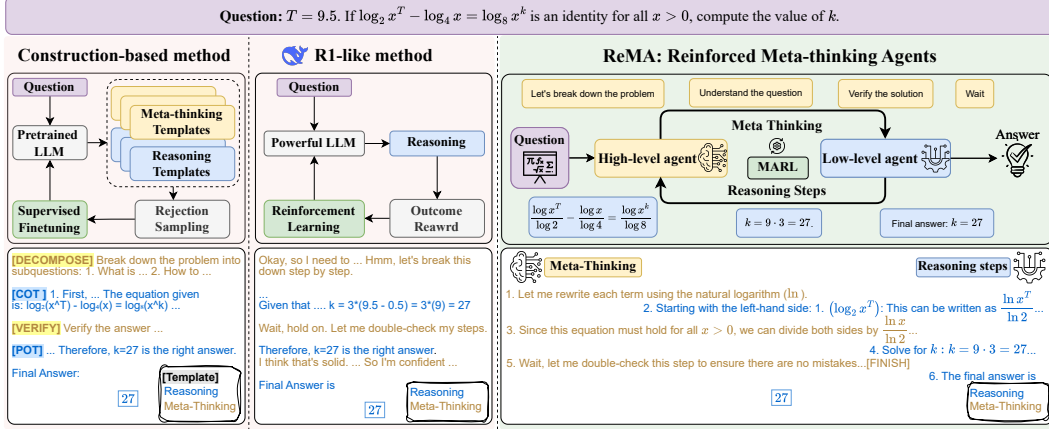 Question: T = 9.5. If log₂ x^T − log₄ x = log₈ x^k is an identity for all x > 0, compute the value of k.
Construction-based method
Question
Pretrained LLM
Meta-thinking Templates
Reasoning Templates
Supervised Finetuning
Rejection Sampling
[DECOMPOSE] Break down the problem into
subquestions: 1. What is ... 2. How to ...
[COT ] 1. First, ... The equation given
is: log₂(x^T) - log₄(x) = log₈(x^k) ...
[VERIFY] Verify the answer ...
[POT] ... Therefore, k=27 is the right answer.
Final Answer:
27
[Template]
Reasoning
Meta-Thinking
R1-like method
Question
Powerful LLM
Reasoning
Reinforcement Learning
Outcome Reawrd
Okay, so I need to ... Hmm, let's break this
down step by step.
...
Given that .... k = 3*(9.5 - 0.5) = 3*(9) = 27
Wait, hold on. Let me double-check my steps.
Therefore, k=27 is the right answer.
I think that's solid. ... So I'm confident ...
Final Answer is
27
Reasoning
Meta-Thinking
ReMA: Reinforced Meta-thinking Agents
Let's break down the problem
Understand the question
Verify the solution
Wait
Question
High-level agent
Meta Thinking
MARL
Reasoning Steps
Low-level agent
Answer
log x^T / log 2 − log x / log 4 = log x^k / log 8
k = 9 · 3 = 27.
Final answer: k = 27
Meta-Thinking
Reasoning steps
1. Let me rewrite each term using the natural logarithm (ln).
2. Starting with the left-hand side: 1. (log₂ x^T): This can be written as ln x^T / ln 2 ...
3. Since this equation must hold for all x > 0, we can divide both sides by ln x / ln 2 ...
4. Solve for k : k = 9 · 3 = 27...
5. Wait, let me double-check this step to ensure there are no mistakes...[FINISH]
6. The final answer is
27
Reasoning
Meta-Thinking